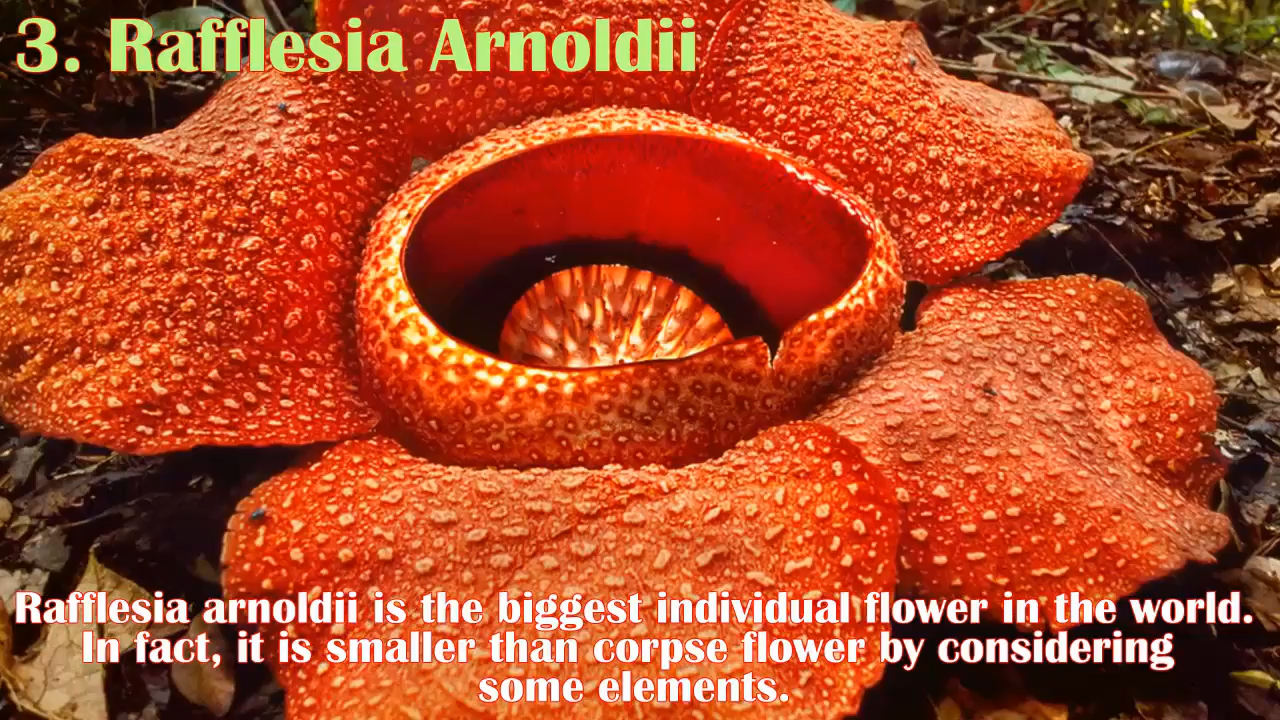 3. Rafflesia Arnoldii
Rafflesia arnoldii is the biggest individual flower in the world.
In fact, it is smaller than corpse flower by considering
some elements.